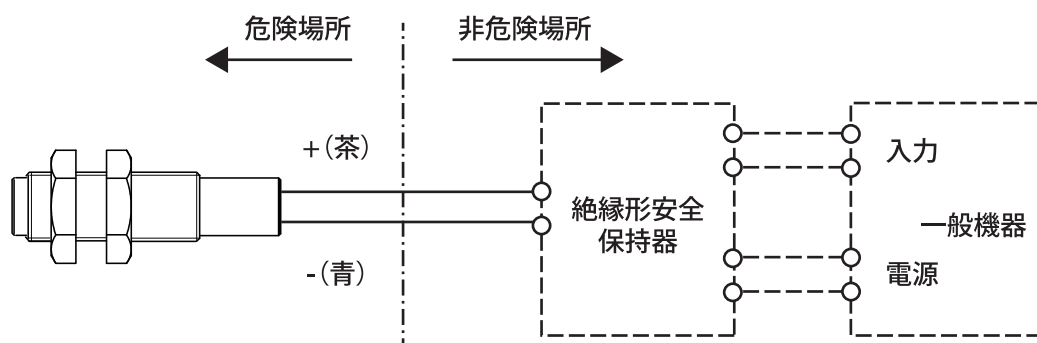 危険場所
非危険場所
+(茶)
-(青)
絶縁形安全
保持器
入力
一般機器
電源